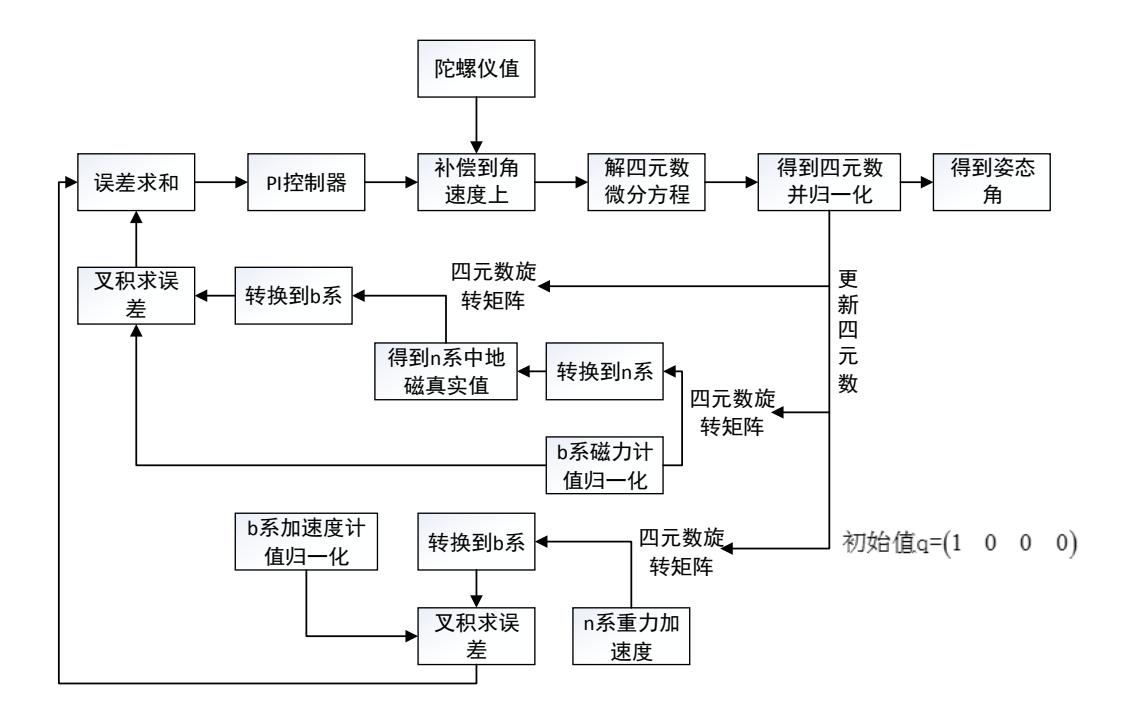 陀螺仪值
误差求和
PI控制器
补偿到角
速度上
解四元数
微分方程
得到四元数
并归一化
得到姿态
角
叉积求误
差
转换到b系
四元数旋
转矩阵
更
新
四
元
数
得到n系中地
磁真实值
转换到n系
四元数旋
转矩阵
b系磁力计
值归一化
b系加速度计
值归一化
转换到b系
四元数旋
转矩阵
初始值q=(1 0 0 0)
叉积求误
差
n系重力加
速度